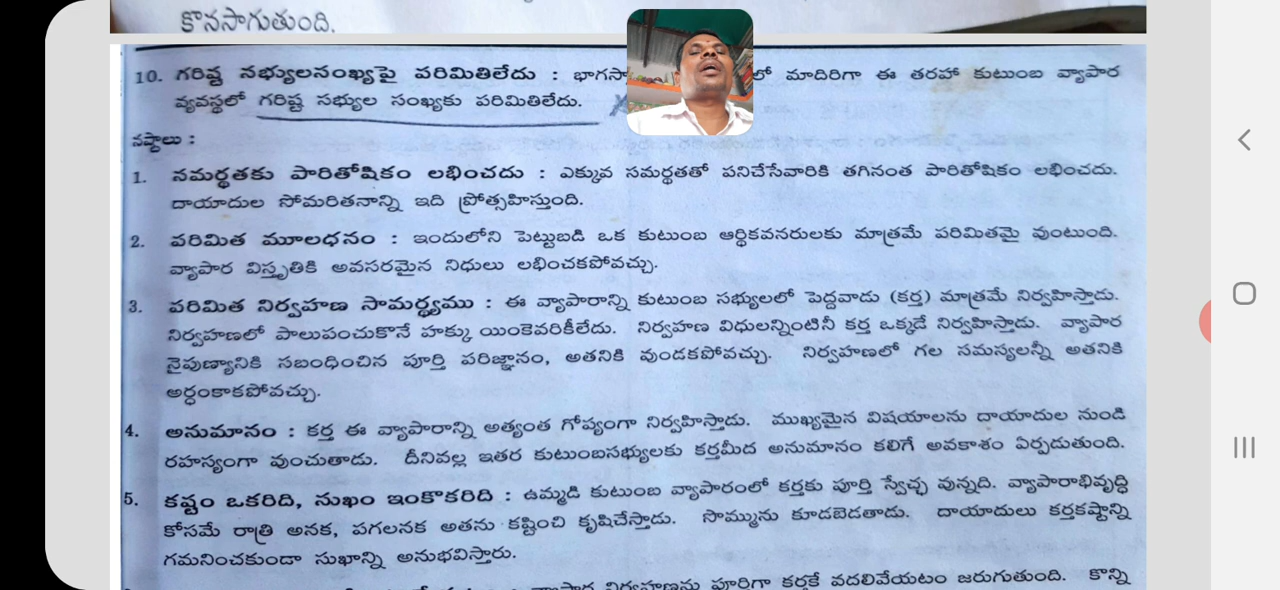 కొనసాగుతుంది.
10. గరిష్ట సభ్యులసంఖ్యపై పరిమితిలేదు : లో మాదిరిగా ఈ తరహా కుటుంబ వ్యాపార
వ్యవస్థలో గరిష్ట సభ్యుల సంఖ్యకు పరిమితిలేదు.
నష్టాలు :
1. సమర్థతకు పారితోషికం లభించదు : ఎక్కువ సమర్థతతో పనిచేసేవారికి తగినంత పారితోషికం లభించదు.
దాయాదుల సోమరితనాన్ని ఇది ప్రోత్సహిస్తుంది.
2. పరిమిత మూలధనం : ఇందులోని పెట్టుబడి ఒక కుటుంబ ఆర్థికవనరులకు మాత్రమే పరిమితమై వుంటుంది.
వ్యాపార విస్తృతికి అవసరమైన నిధులు లభించకపోవచ్చు.
3. పరిమిత నిర్వహణ సామర్థ్యము : ఈ వ్యాపారాన్ని కుటుంబ సభ్యులలో పెద్దవాడు (కర్త) మాత్రమే నిర్వహిస్తాడు.
నిర్వహణలో పాలుపంచుకొనే హక్కు యింకెవరికీలేదు. నిర్వహణ విధులన్నింటినీ కర్త ఒక్కడే నిర్వహిస్తాడు. వ్యాపార
నైపుణ్యానికి సబంధించిన పూర్తి పరిజ్ఞానం, అతనికి వుండకపోవచ్చు. నిర్వహణలో గల సమస్యలన్నీ అతనికి
అర్థంకాకపోవచ్చు.
4. అనుమానం : కర్త ఈ వ్యాపారాన్ని అత్యంత గోప్యంగా నిర్వహిస్తాడు. ముఖ్యమైన విషయాలను దాయాదుల నుండి
రహస్యంగా వుంచుతాడు. దీనివల్ల ఇతర కుటుంబసభ్యులకు కర్తమీద అనుమానం కలిగే అవకాశం ఏర్పడుతుంది.
5. కష్టం ఒకరిది, సుఖం ఇంకొకరిది : ఉమ్మడి కుటుంబ వ్యాపారంలో కర్తకు పూర్తి స్వేచ్ఛ వున్నది. వ్యాపారాభివృద్ధి
కోసమే రాత్రి అనక, పగలనక అతను కష్టించి కృషిచేస్తాడు. సొమ్మును కూడబెడతాడు. దాయాదులు కర్తకష్టాన్ని
గమనించకుండా సుఖాన్ని అనుభవిస్తారు.
నిర్వహణను పూర్తిగా కర్తకే వదలివేయటం జరుగుతుంది. కొన్ని